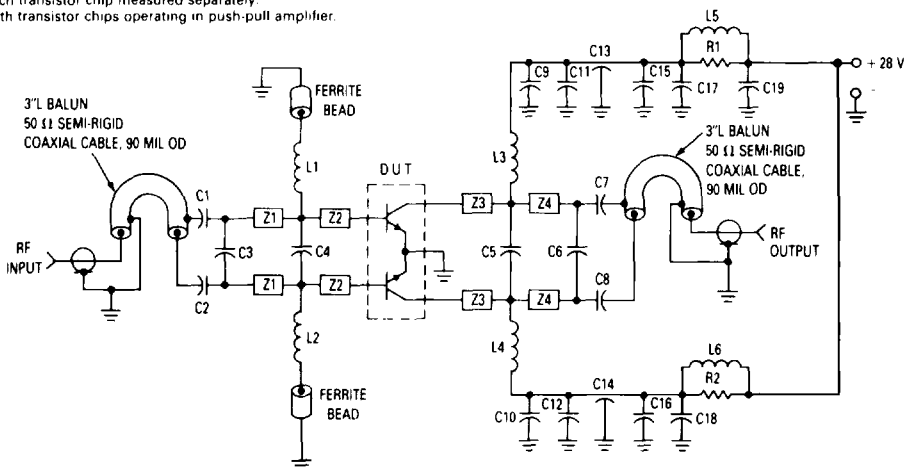 ch transistor chip measured separately.
th transistor chips operating in push-pull amplifier.
L5
C13
R1
+ 28 V
-
C9
C11
C15
C17
C19
FERRITE
BEAD
3"L BALUN
50 Ω SEMI-RIGID
COAXIAL CABLE, 90 MIL OD
3"L BALUN
50 Ω SEMI-RIGID
COAXIAL CABLE,
90 MIL OD
L1
L3
DUT
C1
C7
Z1
Z2
Z3
Z4
RF
INPUT
C3
C4
C5
C6
RF
OUTPUT
Z1
Z2
Z3
Z4
C2
C8
L2
L4
L6
R2
C14
FERRITE
BEAD
C10
C12
C16
C18